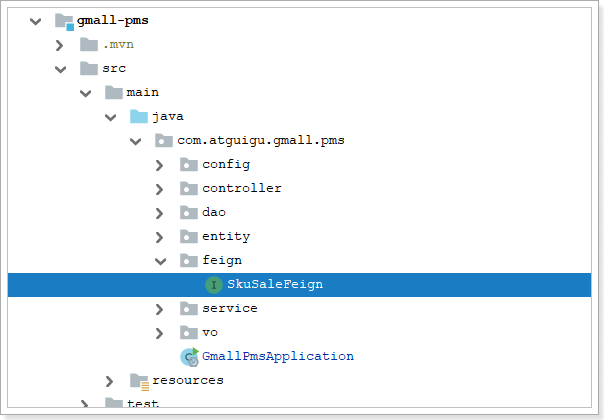 gmall-pms
.mvn
src
main
java
com.atguigu.gmall.pms
config
controller
dao
entity
feign
I SkuSaleFeign
service
vo
C GmallPmsApplication
resources
test